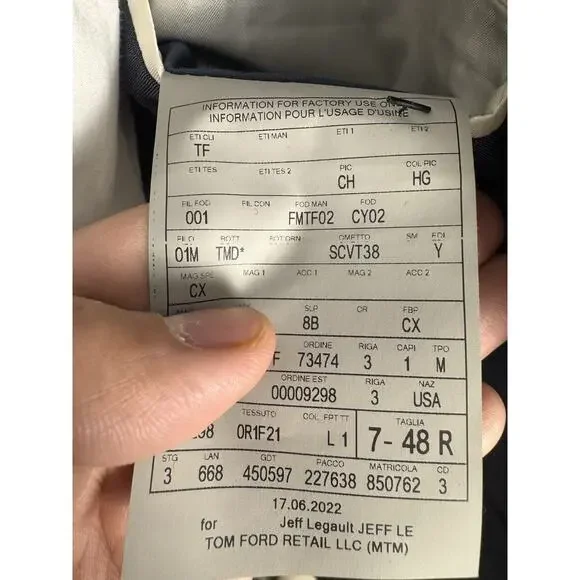 INFORMATION FOR FACTORY USE ON
INFORMATION POUR L'USAGE D'USINE
ETI CLI ETI MAN ETI 1 ETI 2
TF
ETI TES ETI TES 2 PIC COL PIC
CH HG
FIL FOD FIL CON FOD MAN FOD
001 FMTF02 CY02
FILO BOTT BOT ORN OMETTO SM EDI
01M TMD* SCVT38 Y
MAG SPE MAG 1 ACC 1 MAG 2 ACC 2
CX
SLP CR FBP
8B CX
ORDINE RIGA CAPI TPO
F 73474 3 1 M
ORDINE EST RIGA NAZ
00009298 3 USA
TESSUTO COL FPT TT TAGLIA
98 0R1F21 L 1 7- 48 R
STG LAN GDT PACCO MATRICOLA CD
3 668 450597 227638 850762 3
17.06.2022
for Jeff Legault JEFF LE
TOM FORD RETAIL LLC (MTM)